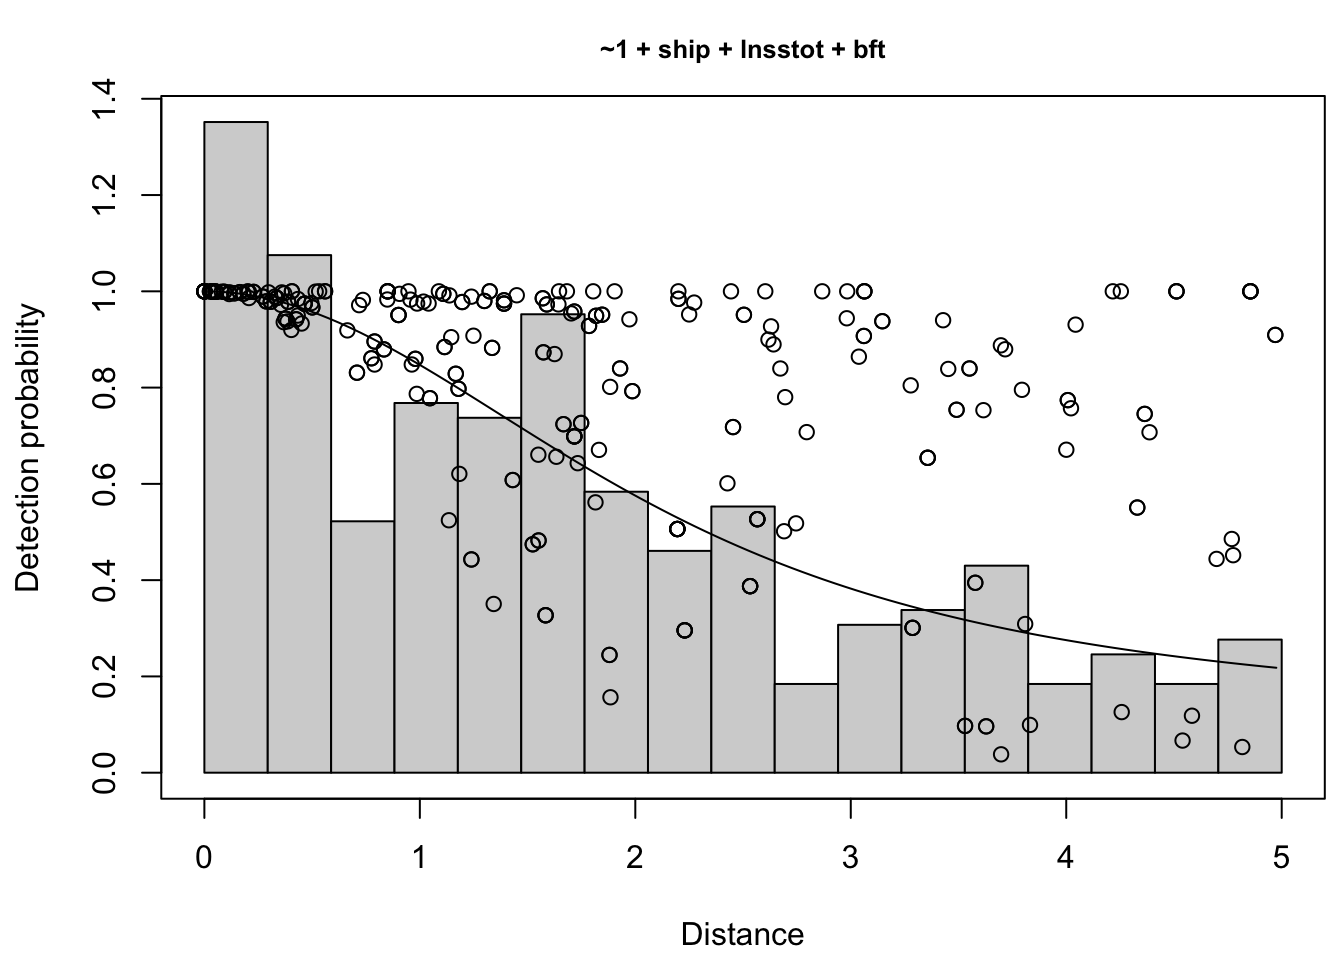 ~1 + ship + lnsstot + bft
Detection probability
1.4
1.2
1.0
0.8
0.6
0.4
0.2
0.0
0 1 2 3 4 5
Distance